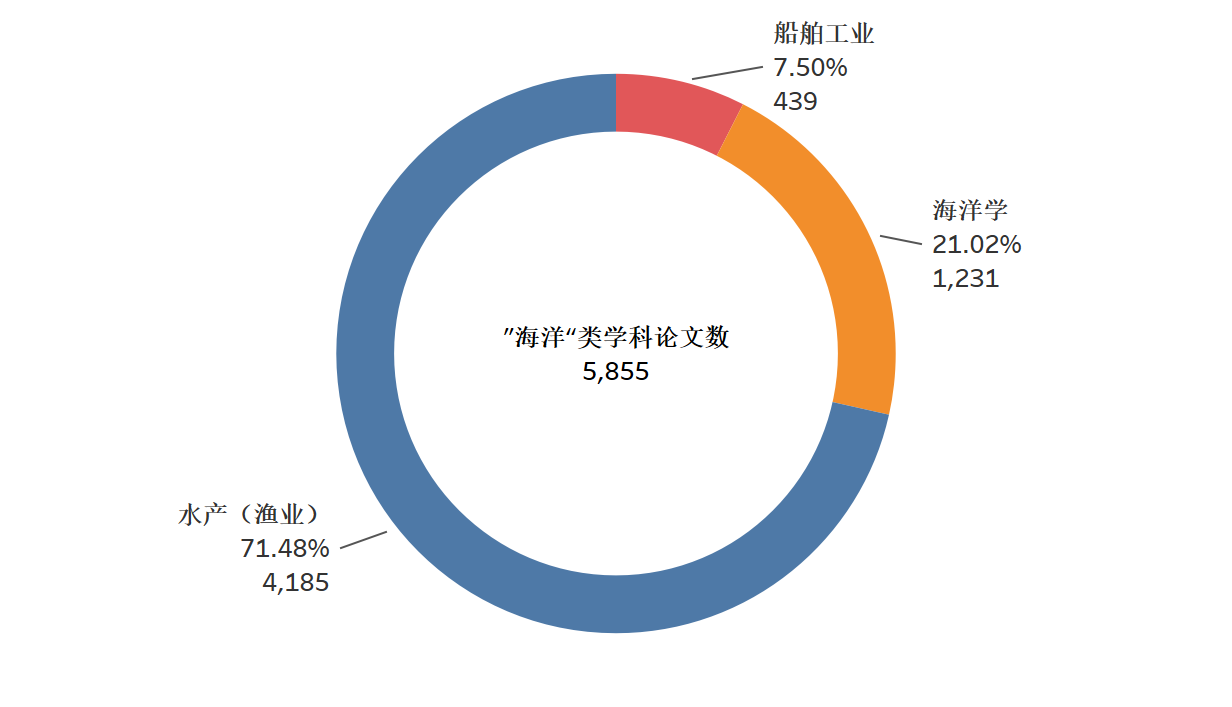 船舶工业
7.50%
439
海洋学
21.02%
1,231
”海洋“类学科论文数
5,855
水产（渔业）
71.48%
4,185